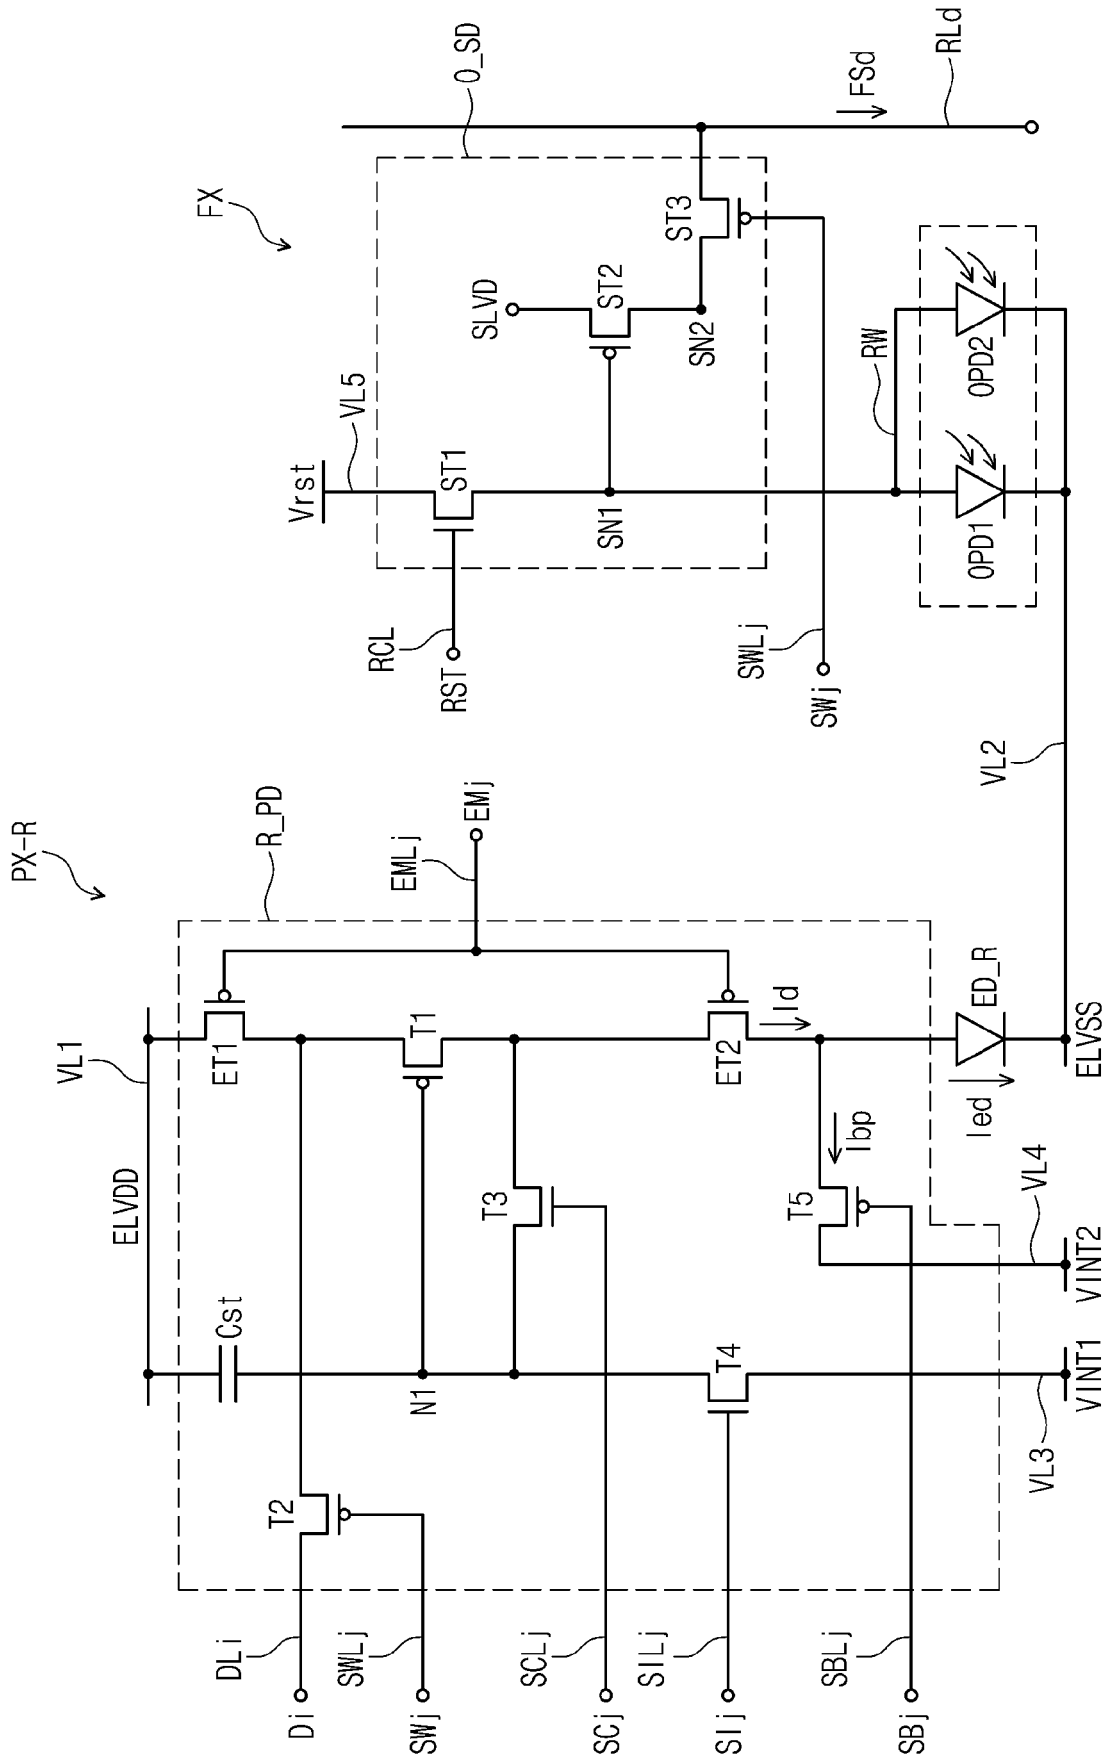 PX-R
FX
VL1
R_PD
O_SD
ELVDD
Vrst
VL5
SLVD
ET1
Cst
T2
T1
N1
T3
T4
T5
ET2
Id
Ibp
Ied
ED_R
EMLj
EMj
DLi
Di
SWLj
SWj
SCLj
SCj
SILj
SIj
SBLj
SBj
VL3
VINT1
VL4
VINT2
ELVSS
VL2
RCL
RST
ST1
SN1
ST2
SN2
ST3
SWLj
SWj
RW
OPD1
OPD2
FSd
RLd